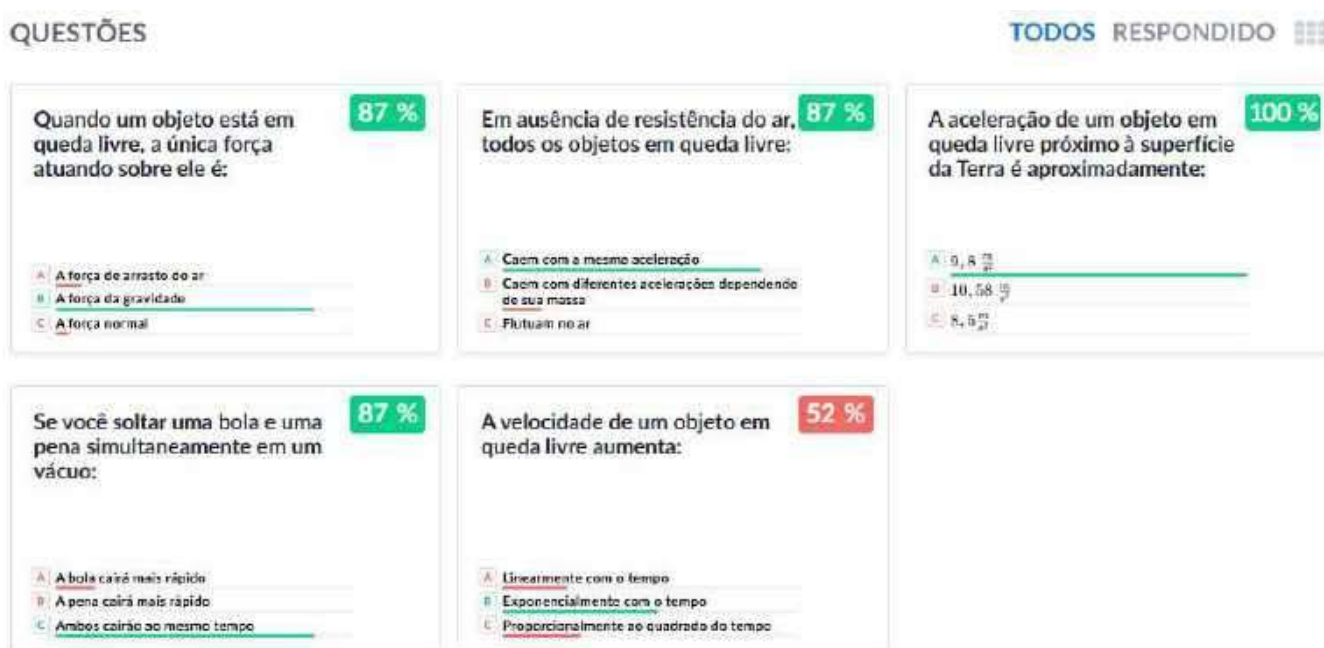 QUESTÕES
TODOS RESPONDIDO
Quando um objeto está em
queda livre, a única força
atuando sobre ele é:
87 %
A A força de arrasto do ar
B A força da gravidade
C A força normal
Em ausência de resistência do ar,
todos os objetos em queda livre:
87 %
A Caem com a mesma aceleração
B Caem com diferentes acelerações dependendo
de sua massa
C Flutuam no ar
A aceleração de um objeto em
queda livre próximo à superfície
da Terra é aproximadamente:
100 %
A 9,8 m/s²
B 10,58 m/s²
C 8,5 m/s²
Se você soltar uma bola e uma
pena simultaneamente em um
vácuo:
87 %
A A bola cairá mais rápido
B A pena cairá mais rápido
C Ambos cairão ao mesmo tempo
A velocidade de um objeto em
queda livre aumenta:
52 %
A Linearmente com o tempo
B Exponencialmente com o tempo
C Proporcionalmente ao quadrado do tempo